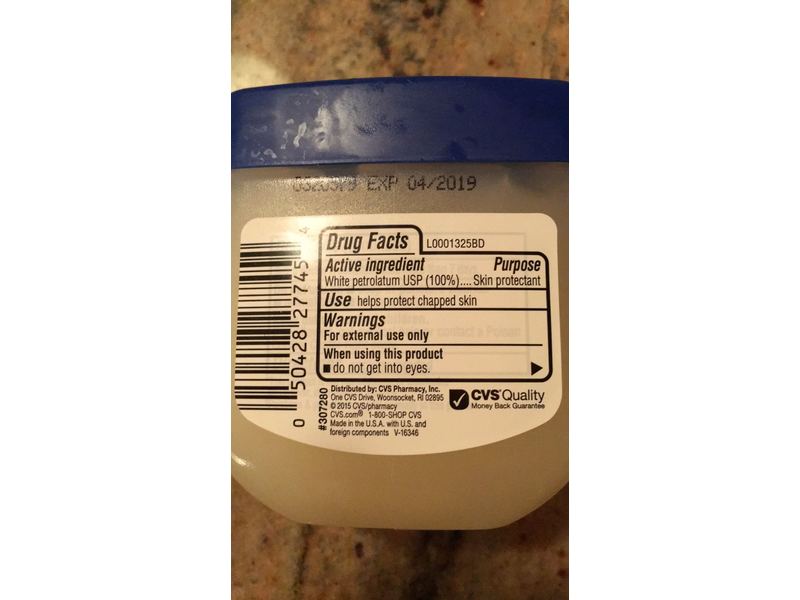 EXP 04/2019
Drug Facts
L0001325BD
Active ingredient Purpose
White petrolatum USP (100%)....Skin protectant
Use helps protect chapped skin
Warnings
For external use only
When using this product
do not get into eyes.
0 50428 27745 4
#307280
Distributed by: CVS Pharmacy, Inc.
One CVS Drive, Woonsocket, RI 02895
© 2015 CVS/pharmacy
CVS.com® 1-800-SHOP CVS
Made in the U.S.A. with U.S. and
foreign components V-16346
CVS® Quality
Money Back Guarantee